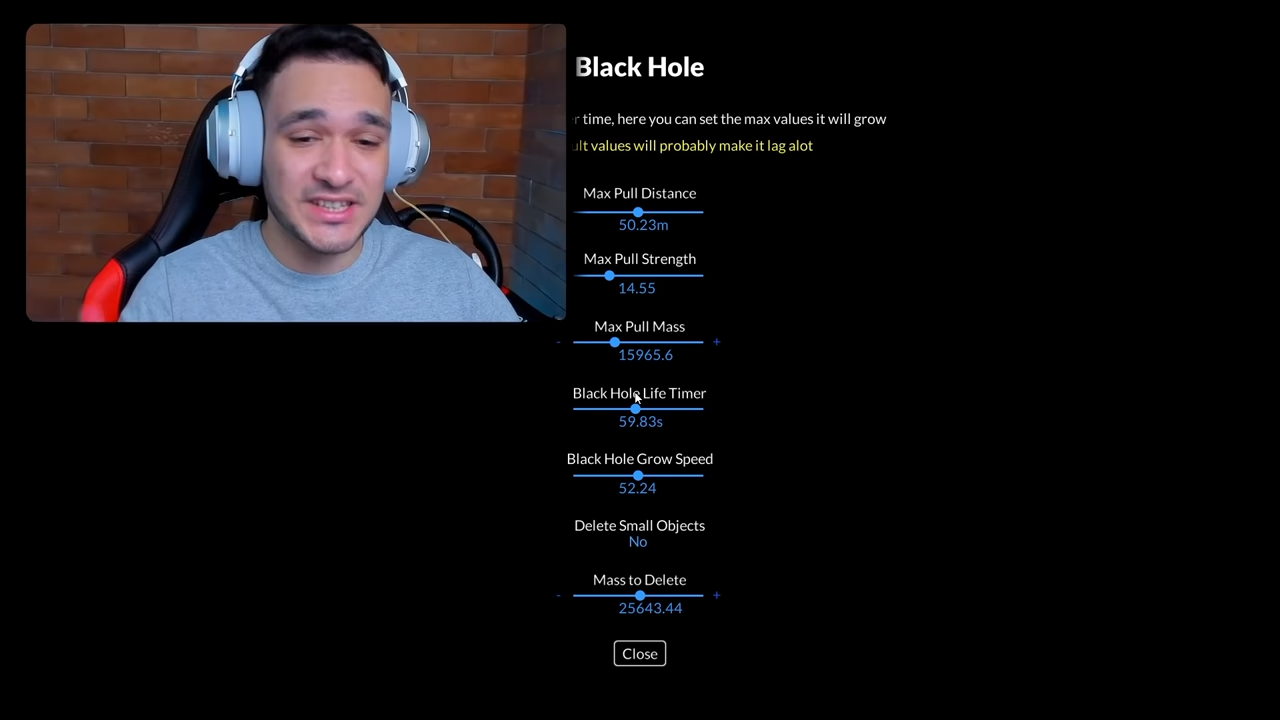 Black Hole
time, here you can set the max values it will grow
values will probably make it lag alot
Max Pull Distance
50.23m
Max Pull Strength
14.55
Max Pull Mass
- +
15965.6
Black Hole Life Timer
59.83s
Black Hole Grow Speed
52.24
Delete Small Objects
No
Mass to Delete
- +
25643.44
Close